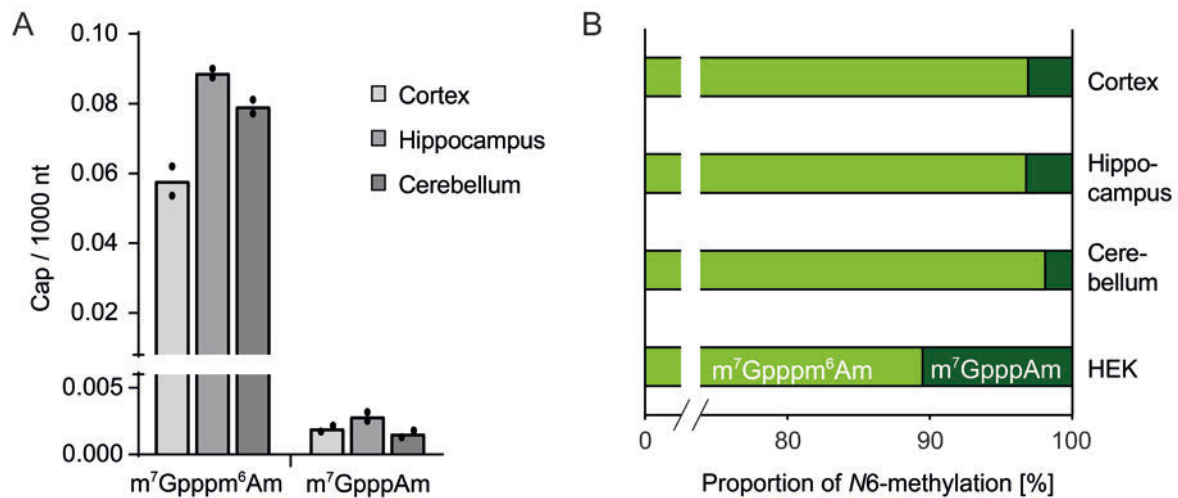 A
Cap / 1000 nt
0.10
0.08
0.06
0.04
0.02
0.005
0.000
m⁷Gpppm⁶Am
m⁷GpppAm
Cortex
Hippocampus
Cerebellum
B
Cortex
Hippo-
campus
Cere-
bellum
HEK
m⁷Gpppm⁶Am
m⁷GpppAm
0
80
90
100
Proportion of N6-methylation [%]